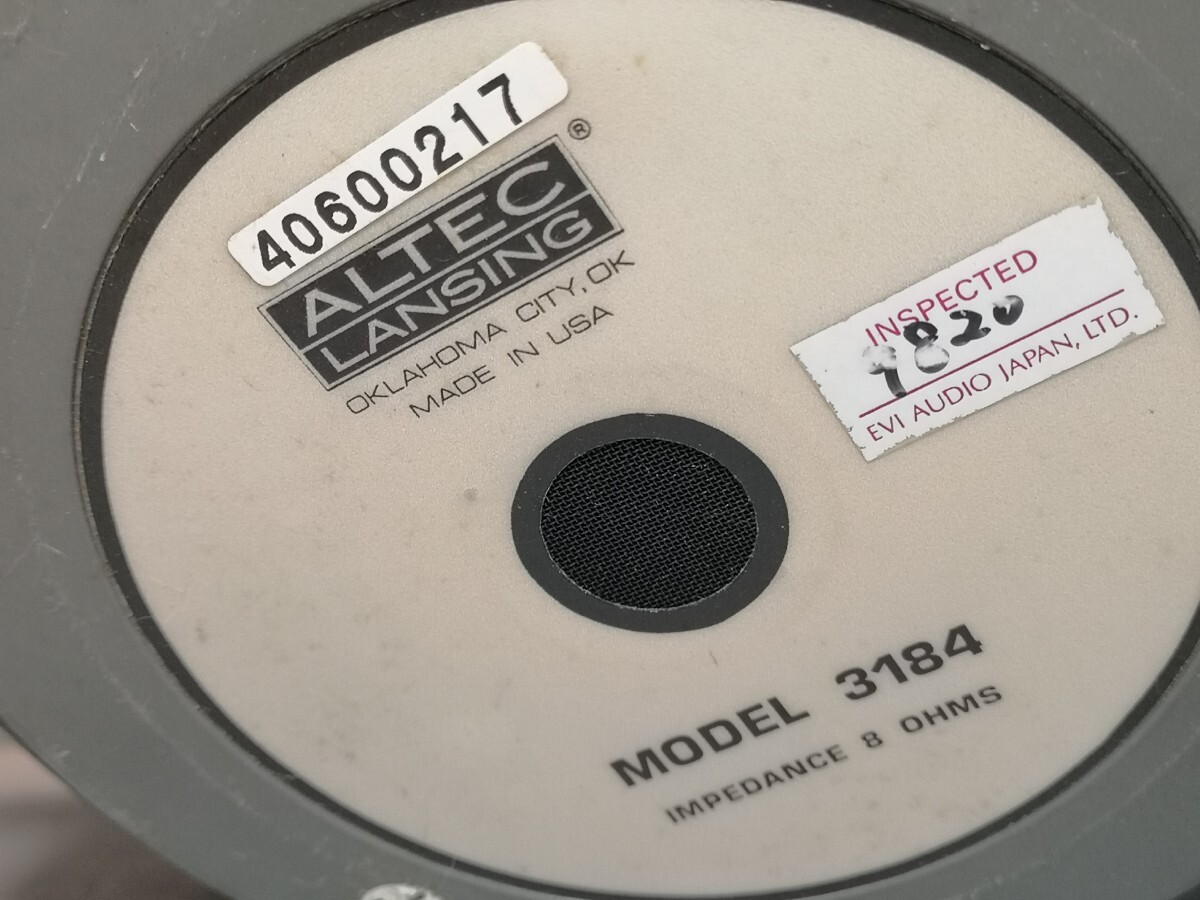 40600217
ALTEC ®
LANSING
OKLAHOMA CITY, OK
MADE IN USA
INSPECTED
9820
EVI AUDIO JAPAN, LTD.
MODEL 3184
IMPEDANCE 8 OHMS